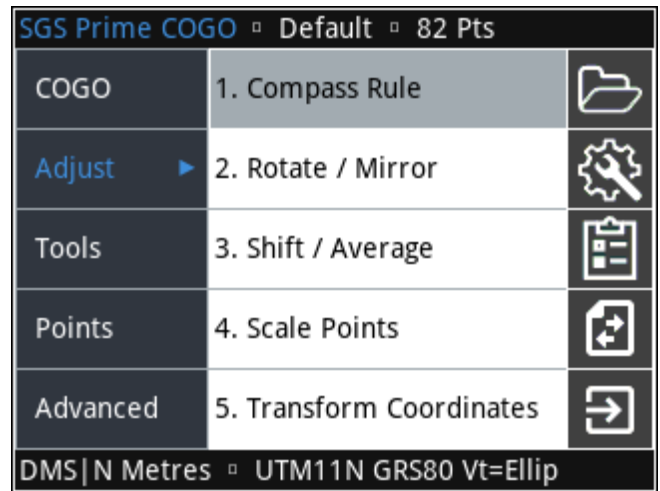 SGS Prime COGO ▫ Default ▫ 82 Pts
COGO
1. Compass Rule
Adjust ▶
2. Rotate / Mirror
Tools
3. Shift / Average
Points
4. Scale Points
Advanced
5. Transform Coordinates
DMS|N Metres ▫ UTM11N GRS80 Vt=Ellip